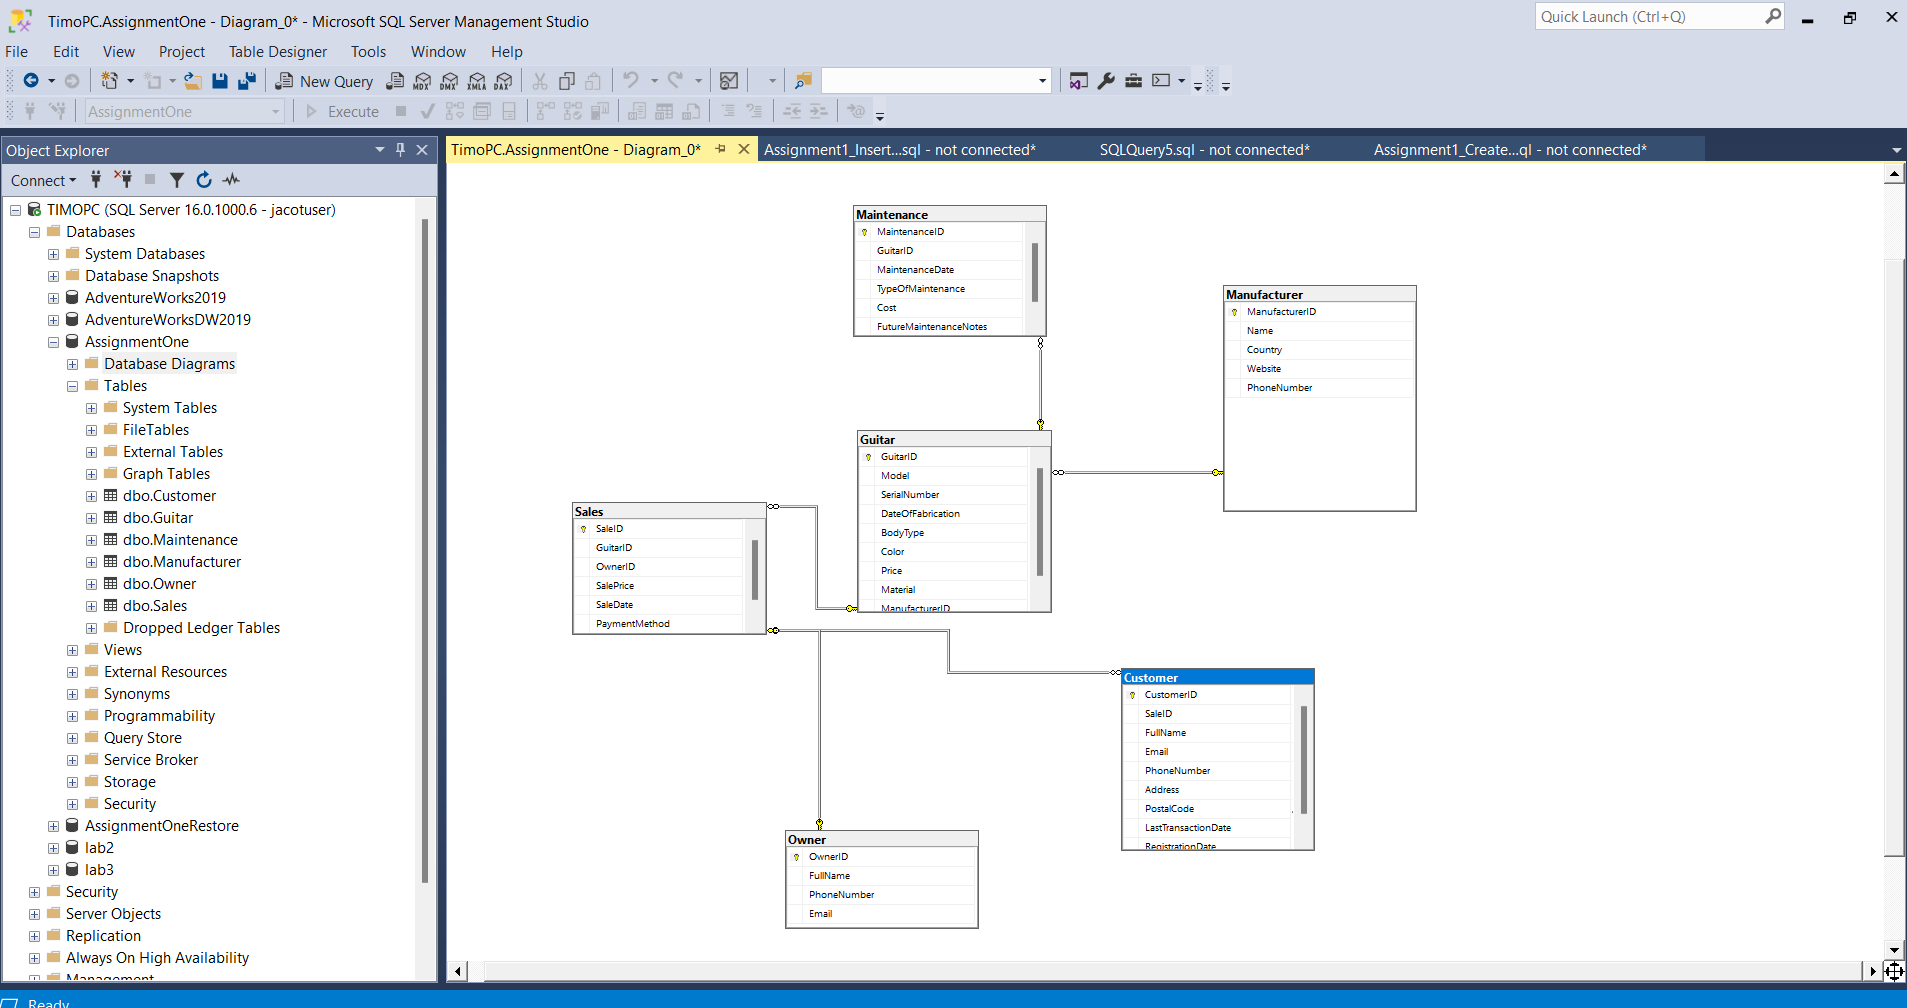 TimoPC.AssignmentOne - Diagram_0* - Microsoft SQL Server Management Studio
Quick Launch (Ctrl+Q)
File Edit View Project Table Designer Tools Window Help
New Query MDX DMX XMLA DAX
AssignmentOne Execute
Object Explorer
Connect
TIMOPC (SQL Server 16.0.1000.6 - jacotuser)
Databases
System Databases
Database Snapshots
AdventureWorks2019
AdventureWorksDW2019
AssignmentOne
Database Diagrams
Tables
System Tables
FileTables
External Tables
Graph Tables
dbo.Customer
dbo.Guitar
dbo.Maintenance
dbo.Manufacturer
dbo.Owner
dbo.Sales
Dropped Ledger Tables
Views
External Resources
Synonyms
Programmability
Query Store
Service Broker
Storage
Security
AssignmentOneRestore
lab2
lab3
Security
Server Objects
Replication
Always On High Availability
Management
TimoPC.AssignmentOne - Diagram_0* Assignment1_Insert...sql - not connected* SQLQuery5.sql - not connected* Assignment1_Create...ql - not connected*
Maintenance
MaintenanceID
GuitarID
MaintenanceDate
TypeOfMaintenance
Cost
FutureMaintenanceNotes
Manufacturer
ManufacturerID
Name
Country
Website
PhoneNumber
Guitar
GuitarID
Model
SerialNumber
DateOfFabrication
BodyType
Color
Price
Material
ManufacturerID
Sales
SaleID
GuitarID
OwnerID
SalePrice
SaleDate
PaymentMethod
Customer
CustomerID
SaleID
FullName
Email
PhoneNumber
Address
PostalCode
LastTransactionDate
RegistrationDate
Owner
OwnerID
FullName
PhoneNumber
Email
Ready